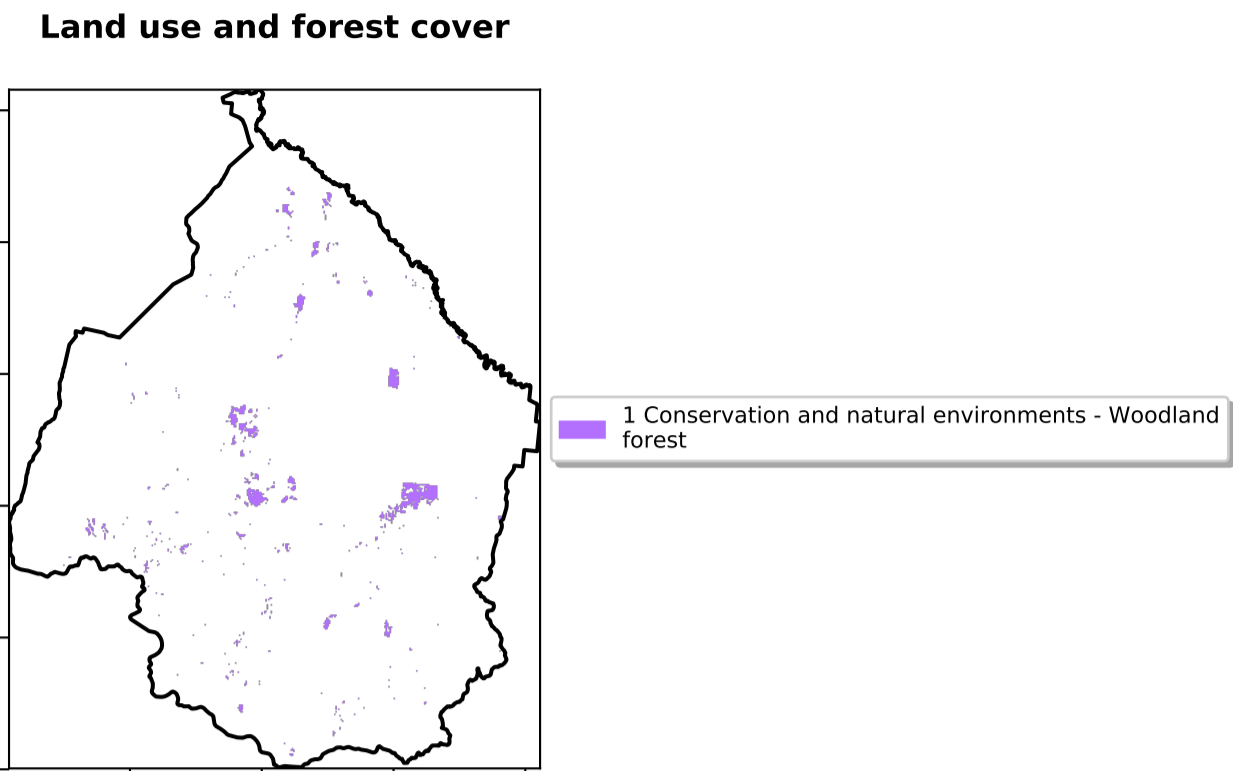 Land use and forest cover
1 Conservation and natural environments - Woodland
forest